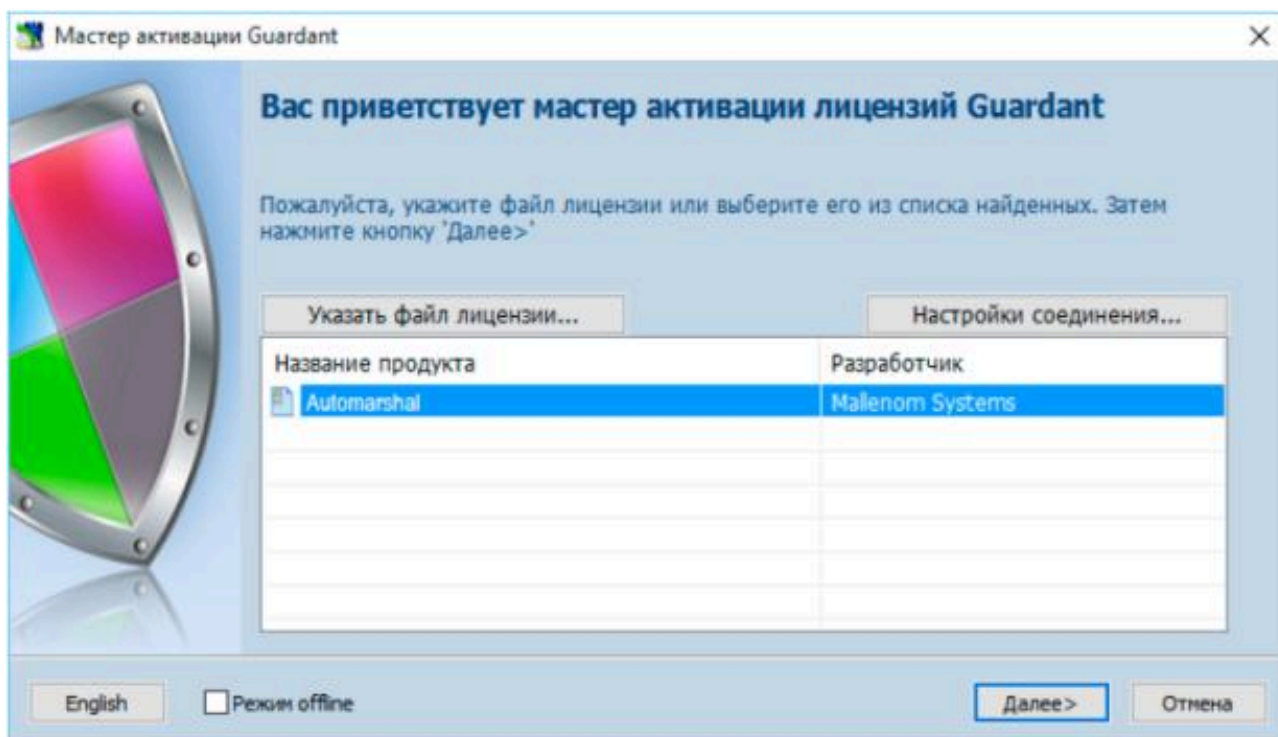 Мастер активации Guardant
Вас приветствует мастер активации лицензий Guardant
Пожалуйста, укажите файл лицензии или выберите его из списка найденных. Затем
нажмите кнопку 'Далее>'
Указать файл лицензии... Настройки соединения...
Название продукта Разработчик
Automarshal Mallenom Systems
English Режим offline Далее> Отмена